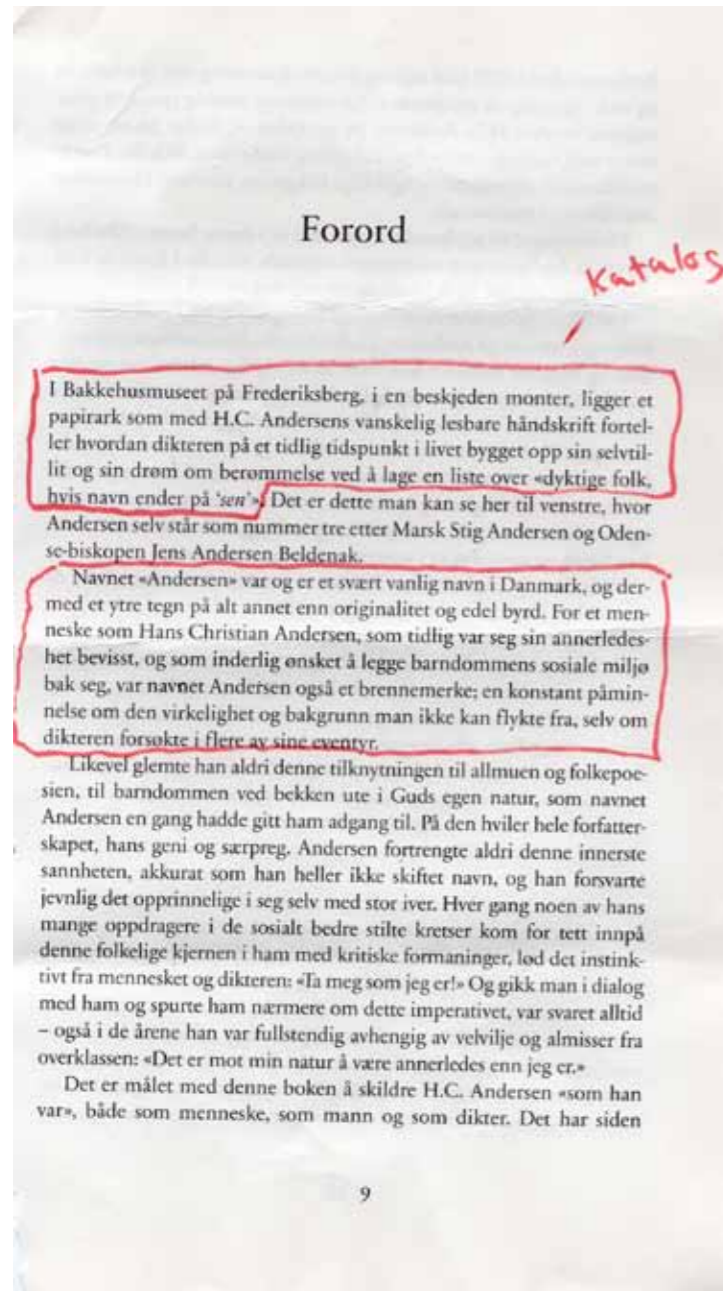 Forord
Katalog
I Bakkehusmuseet på Frederiksberg, i en beskjeden monter, ligger et
papirark som med H.C. Andersens vanskelig lesbare håndskrift fortel-
ler hvordan dikteren på et tidlig tidspunkt i livet bygget opp sin selvtil-
lit og sin drøm om berømmelse ved å lage en liste over «dyktige folk,
hvis navn ender på ‘sen’». Det er dette man kan se her til venstre, hvor
Andersen selv står som nummer tre etter Marsk Stig Andersen og Oden-
se-biskopen Jens Andersen Beldenak.
Navnet «Andersen» var og er et svært vanlig navn i Danmark, og der-
med et ytre tegn på alt annet enn originalitet og edel byrd. For et men-
neske som Hans Christian Andersen, som tidlig var seg sin annerledes-
het bevisst, og som inderlig ønsket å legge barndommens sosiale miljø
bak seg, var navnet Andersen også et brennemerke; en konstant påmin-
nelse om den virkelighet og bakgrunn man ikke kan flykte fra, selv om
dikteren forsøkte i flere av sine eventyr.
Likevel glemte han aldri denne tilknytningen til allmuen og folkepoe-
sien, til barndommen ved bekken ute i Guds egen natur, som navnet
Andersen en gang hadde gitt ham adgang til. På den hviler hele forfatter-
skapet, hans geni og særpreg. Andersen fortrengte aldri denne innerste
sannheten, akkurat som han heller ikke skiftet navn, og han forsvarte
jevnlig det opprinnelige i seg selv med stor iver. Hver gang noen av hans
mange oppdragere i de sosialt bedre stilte kretser kom for tett innpå
denne folkelige kjernen i ham med kritiske formaninger, lød det instink-
tivt fra mennesket og dikteren: «Ta meg som jeg er!» Og gikk man i dialog
med ham og spurte ham nærmere om dette imperativet, var svaret alltid
– også i de årene han var fullstendig avhengig av velvilje og almisser fra
overklassen: «Det er mot min natur å være annerledes enn jeg er.»
Det er målet med denne boken å skildre H.C. Andersen «som han
var», både som menneske, som mann og som dikter. Det har siden
9